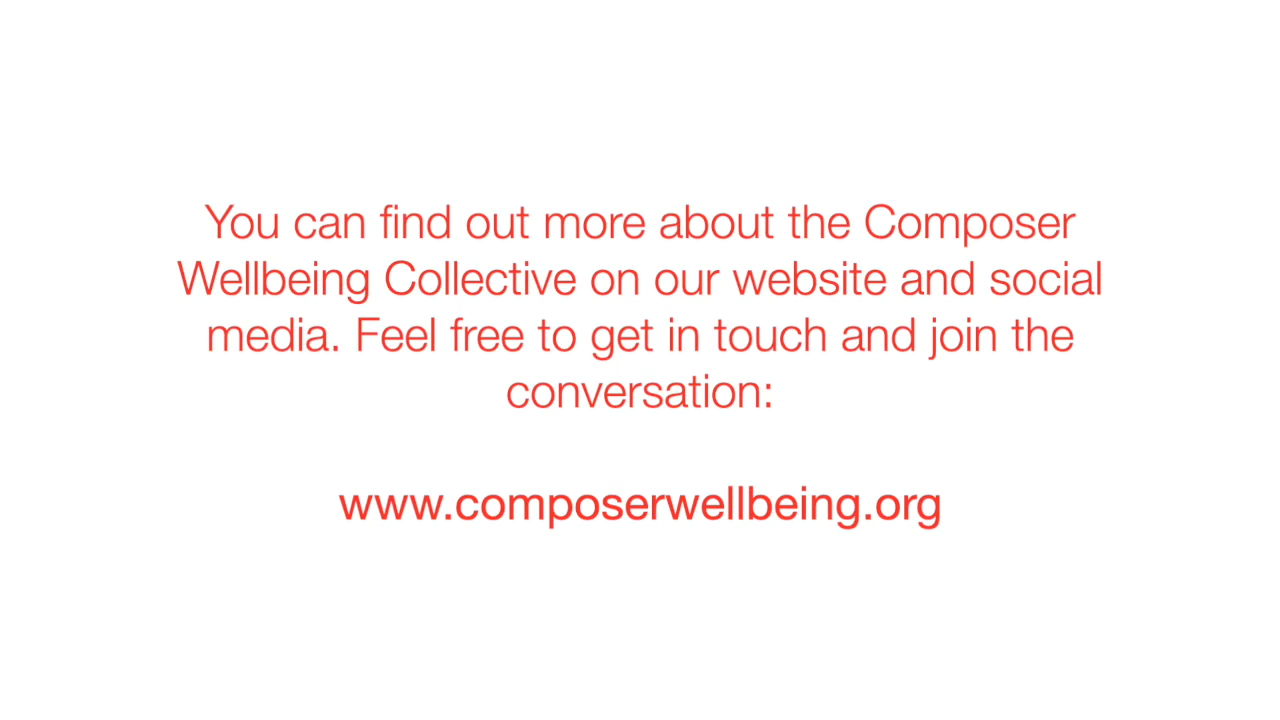 You can find out more about the Composer
Wellbeing Collective on our website and social
media. Feel free to get in touch and join the
conversation:
www.composerwellbeing.org